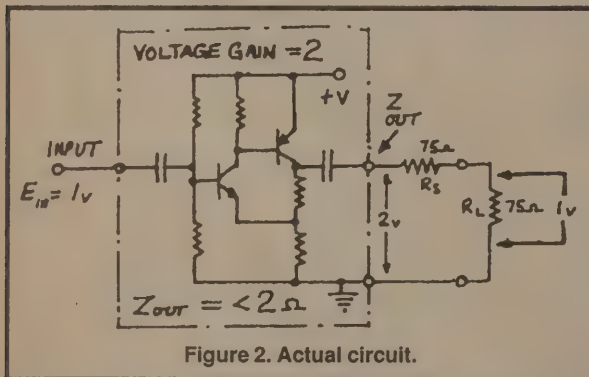 VOLTAGE GAIN = 2
+V
Z OUT
INPUT
E_in = 1v
75Ω
R_S
2v
R_L 75Ω
1v
Z_OUT = <2Ω
Figure 2. Actual circuit.